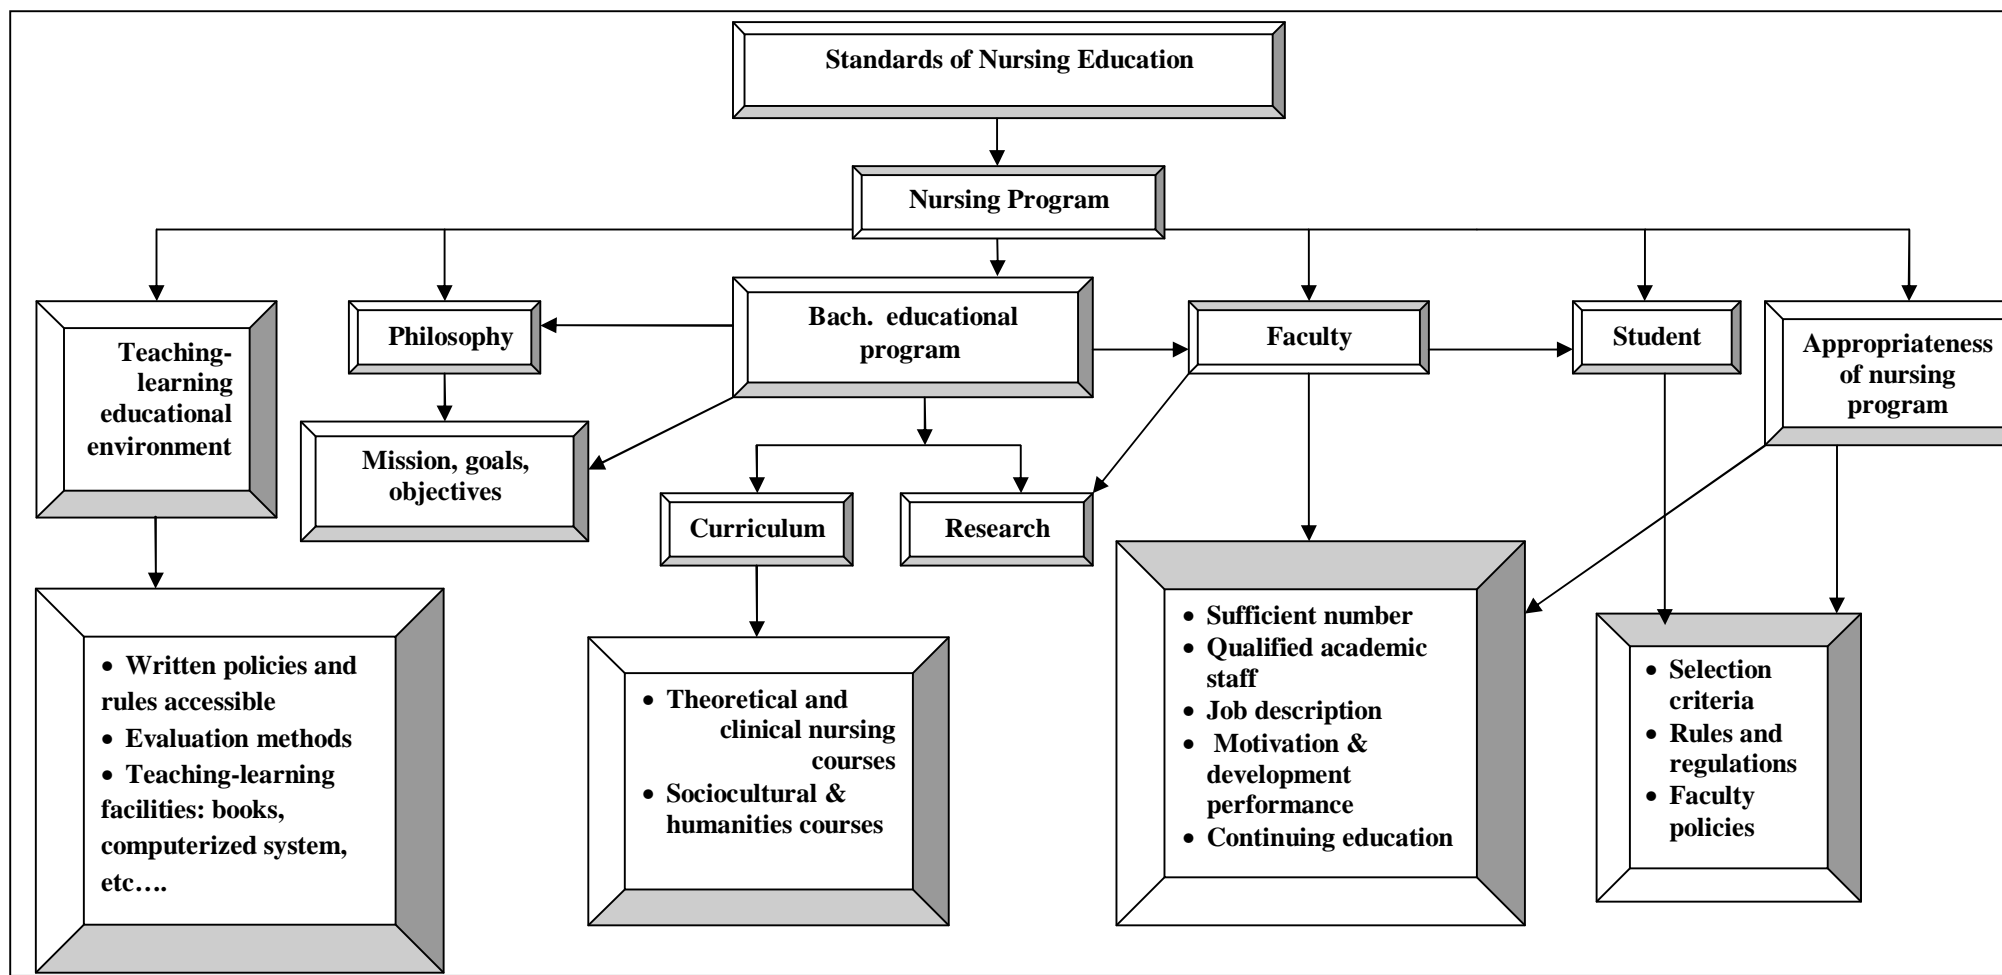 Standards of Nursing Education
Nursing Program
Teaching-
learning
educational
environment
Philosophy
Bach. educational
program
Faculty
Student
Appropriateness
of nursing
program
Mission, goals,
objectives
Curriculum
Research
• Written policies and
rules accessible
• Evaluation methods
• Teaching-learning
facilities: books,
computerized system,
etc….
• Theoretical and
clinical nursing
courses
• Sociocultural &
humanities courses
• Sufficient number
• Qualified academic
staff
• Job description
• Motivation &
development
performance
• Continuing education
• Selection
criteria
• Rules and
regulations
• Faculty
policies